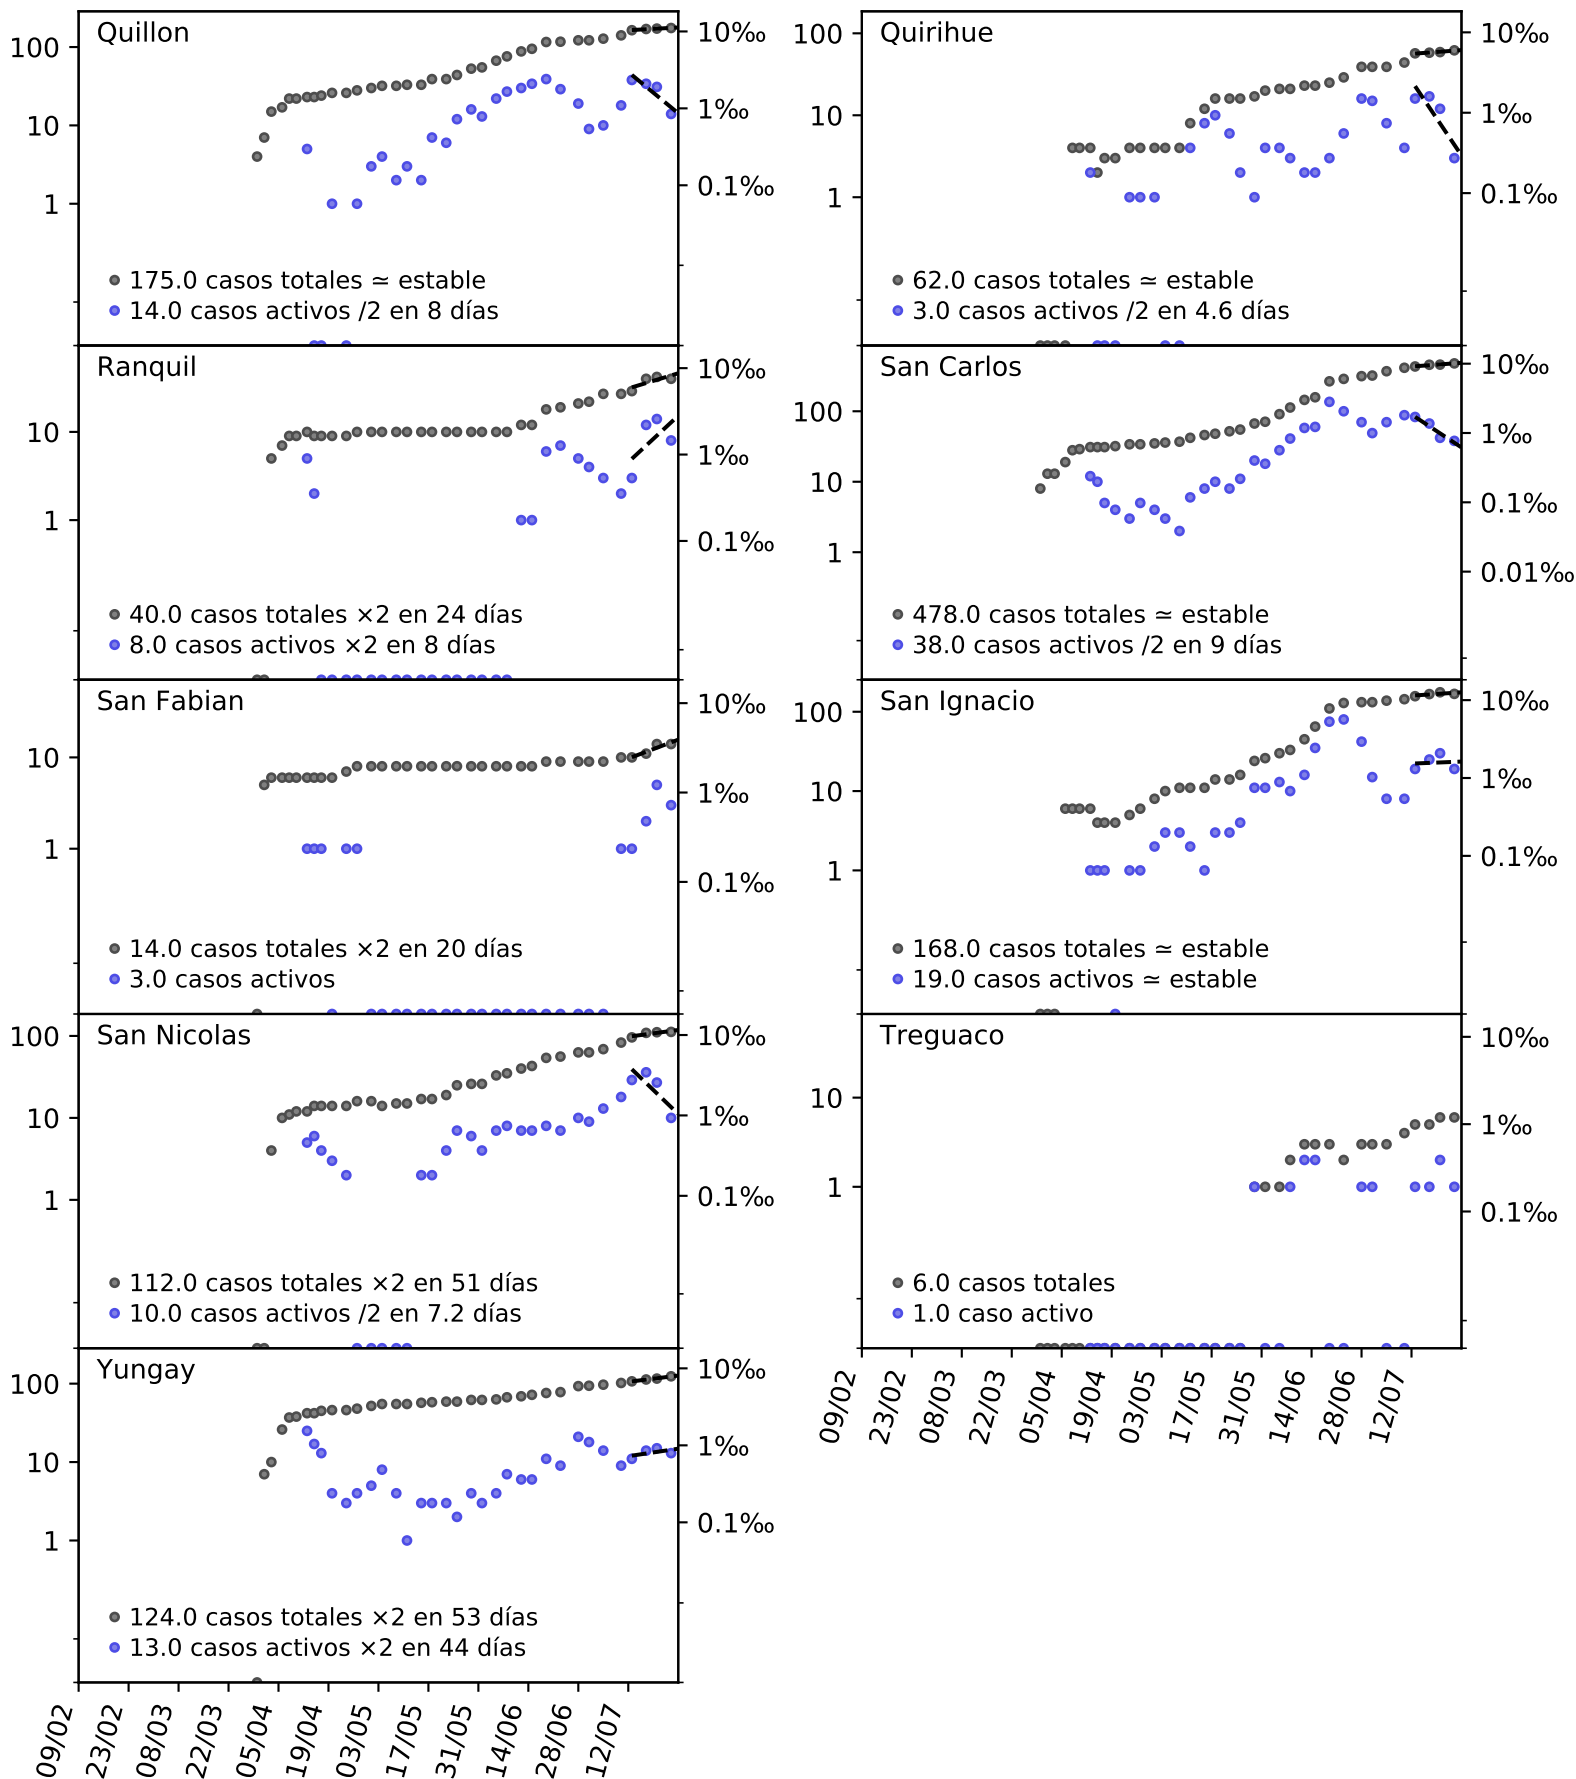 Quillon
100
10
1
10‰
1‰
0.1‰
175.0 casos totales ≃ estable
14.0 casos activos /2 en 8 días
Quirihue
100
10
1
10‰
1‰
0.1‰
62.0 casos totales ≃ estable
3.0 casos activos /2 en 4.6 días
Ranquil
10
1
10‰
1‰
0.1‰
40.0 casos totales ×2 en 24 días
8.0 casos activos ×2 en 8 días
San Carlos
100
10
1
10‰
1‰
0.1‰
0.01‰
478.0 casos totales ≃ estable
38.0 casos activos /2 en 9 días
San Fabian
10
1
10‰
1‰
0.1‰
14.0 casos totales ×2 en 20 días
3.0 casos activos
San Ignacio
100
10
1
10‰
1‰
0.1‰
168.0 casos totales ≃ estable
19.0 casos activos ≃ estable
San Nicolas
100
10
1
10‰
1‰
0.1‰
112.0 casos totales ×2 en 51 días
10.0 casos activos /2 en 7.2 días
Treguaco
10
1
10‰
1‰
0.1‰
6.0 casos totales
1.0 caso activo
09/02
23/02
08/03
22/03
05/04
19/04
03/05
17/05
31/05
14/06
28/06
12/07
Yungay
100
10
1
10‰
1‰
0.1‰
124.0 casos totales ×2 en 53 días
13.0 casos activos ×2 en 44 días
09/02
23/02
08/03
22/03
05/04
19/04
03/05
17/05
31/05
14/06
28/06
12/07